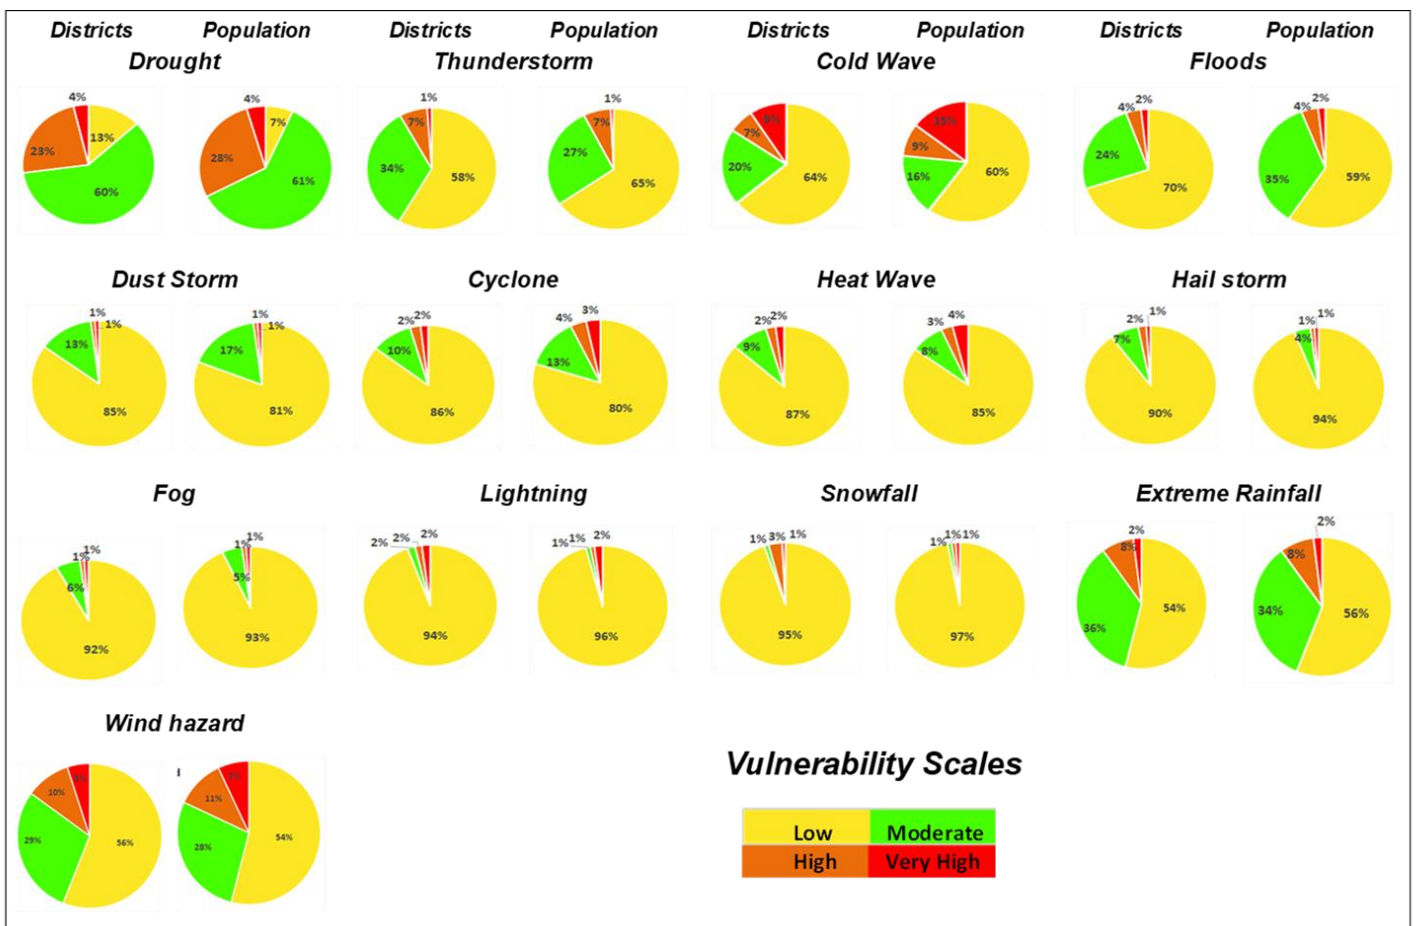 Districts Population Districts Population Districts Population Districts Population
Drought Thunderstorm Cold Wave Floods
4% 13% 60% 23%
4% 7% 61% 28%
1% 7% 34% 58%
1% 7% 27% 65%
9% 7% 20% 64%
15% 9% 16% 60%
4% 2% 24% 70%
4% 2% 35% 59%
Dust Storm Cyclone Heat Wave Hail storm
1% 1% 13% 85%
1% 1% 17% 81%
2% 2% 10% 86%
4% 3% 13% 80%
2% 2% 9% 87%
3% 4% 8% 85%
2% 1% 7% 90%
1% 1% 4% 94%
Fog Lightning Snowfall Extreme Rainfall
1% 1% 6% 92%
1% 1% 5% 93%
2% 2% 2% 94%
1% 1% 2% 96%
1% 3% 1% 95%
1% 1% 1% 97%
2% 8% 36% 54%
2% 8% 34% 56%
Wind hazard
10% 29% 56%
7% 11% 28% 54%
Vulnerability Scales
Low Moderate
High Very High